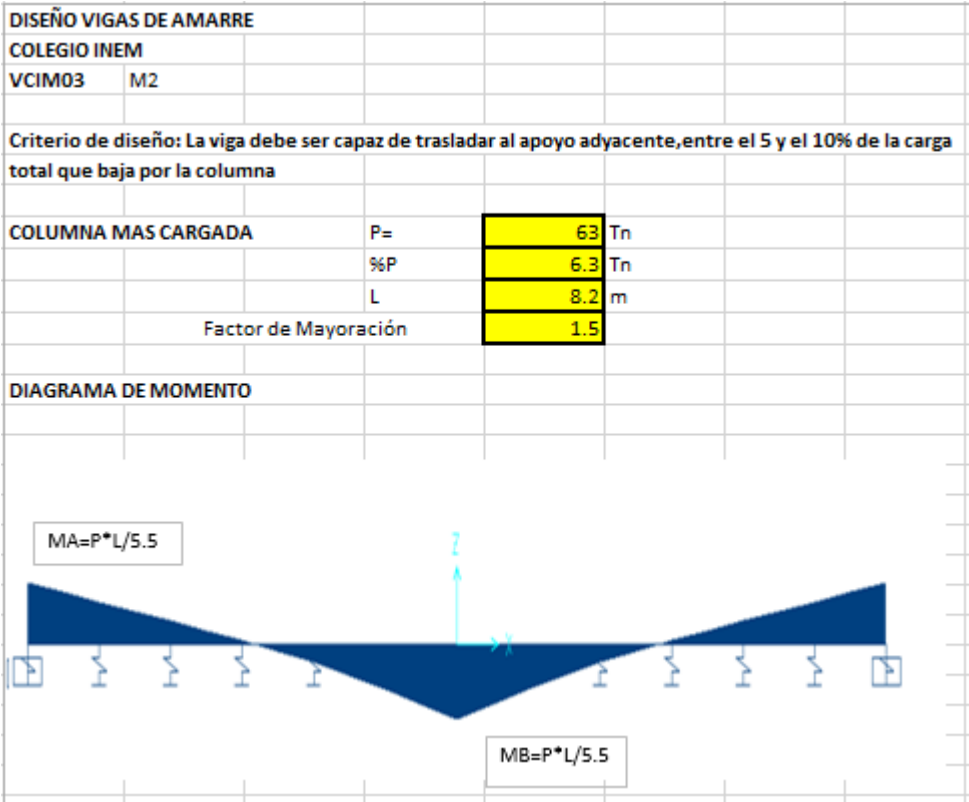 DISEÑO VIGAS DE AMARRE
COLEGIO INEM
VCIM03 M2
Criterio de diseño: La viga debe ser capaz de trasladar al apoyo adyacente,entre el 5 y el 10% de la carga
total que baja por la columna
COLUMNA MAS CARGADA P= 63 Tn
%P 6.3 Tn
L 8.2 m
Factor de Mayoración 1.5
DIAGRAMA DE MOMENTO
MA=P*L/5.5
Z
X
MB=P*L/5.5